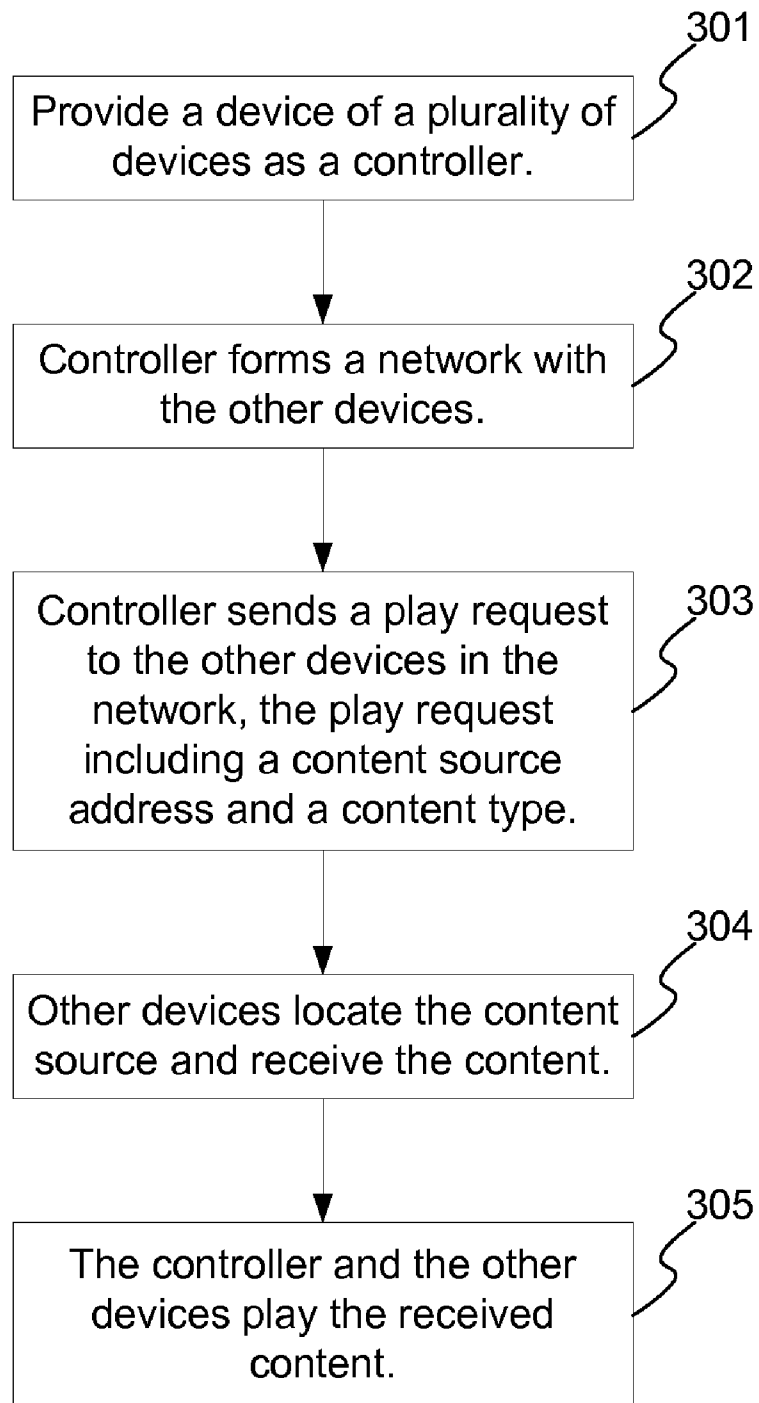 301
Provide a device of a plurality of
devices as a controller.
302
Controller forms a network with
the other devices.
303
Controller sends a play request
to the other devices in the
network, the play request
including a content source
address and a content type.
304
Other devices locate the content
source and receive the content.
305
The controller and the other
devices play the received
content.